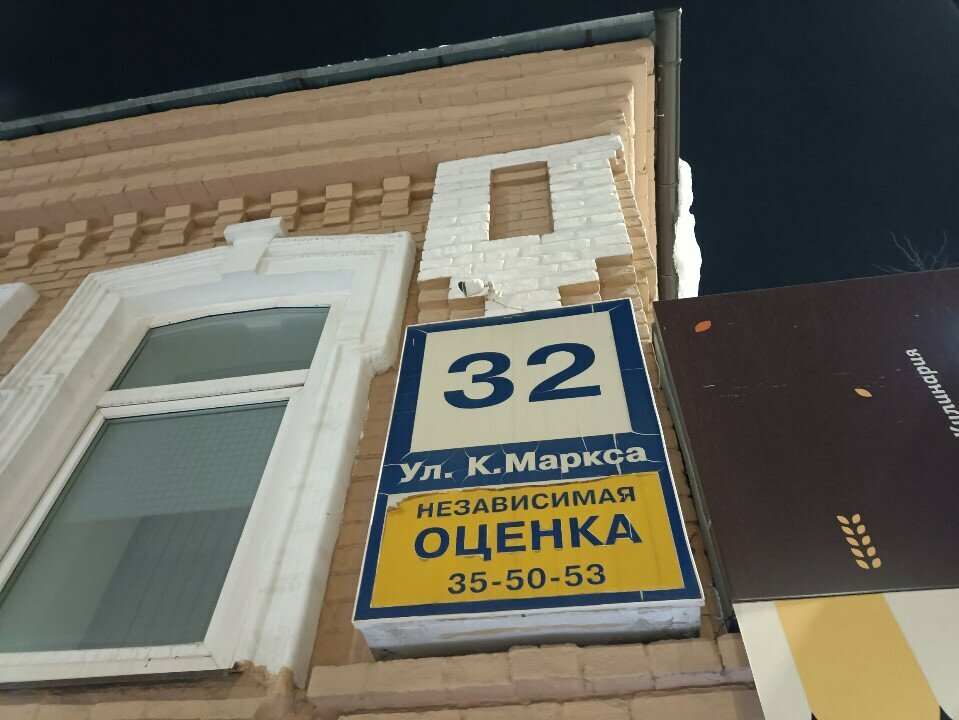 32
Ул. К.Маркса
НЕЗАВИСИМАЯ
ОЦЕНКА
35-50-53
Кулинария